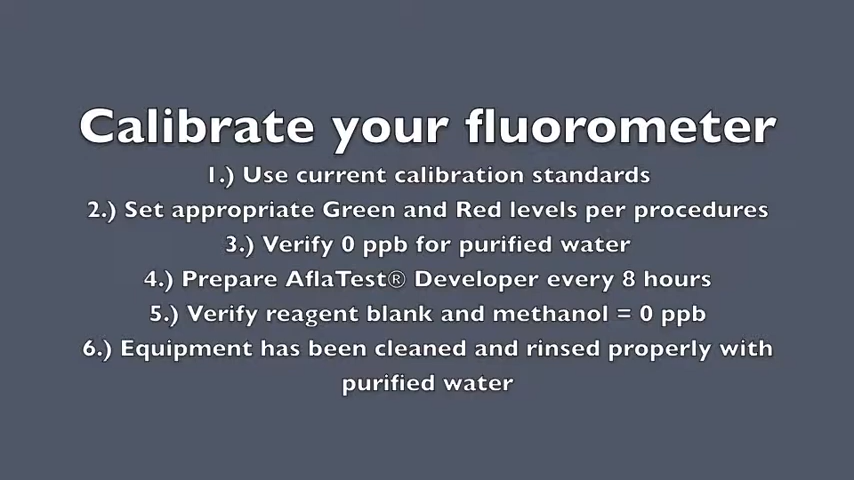 Calibrate your fluorometer
1.) Use current calibration standards
2.) Set appropriate Green and Red levels per procedures
3.) Verify 0 ppb for purified water
4.) Prepare AflaTest® Developer every 8 hours
5.) Verify reagent blank and methanol = 0 ppb
6.) Equipment has been cleaned and rinsed properly with
purified water